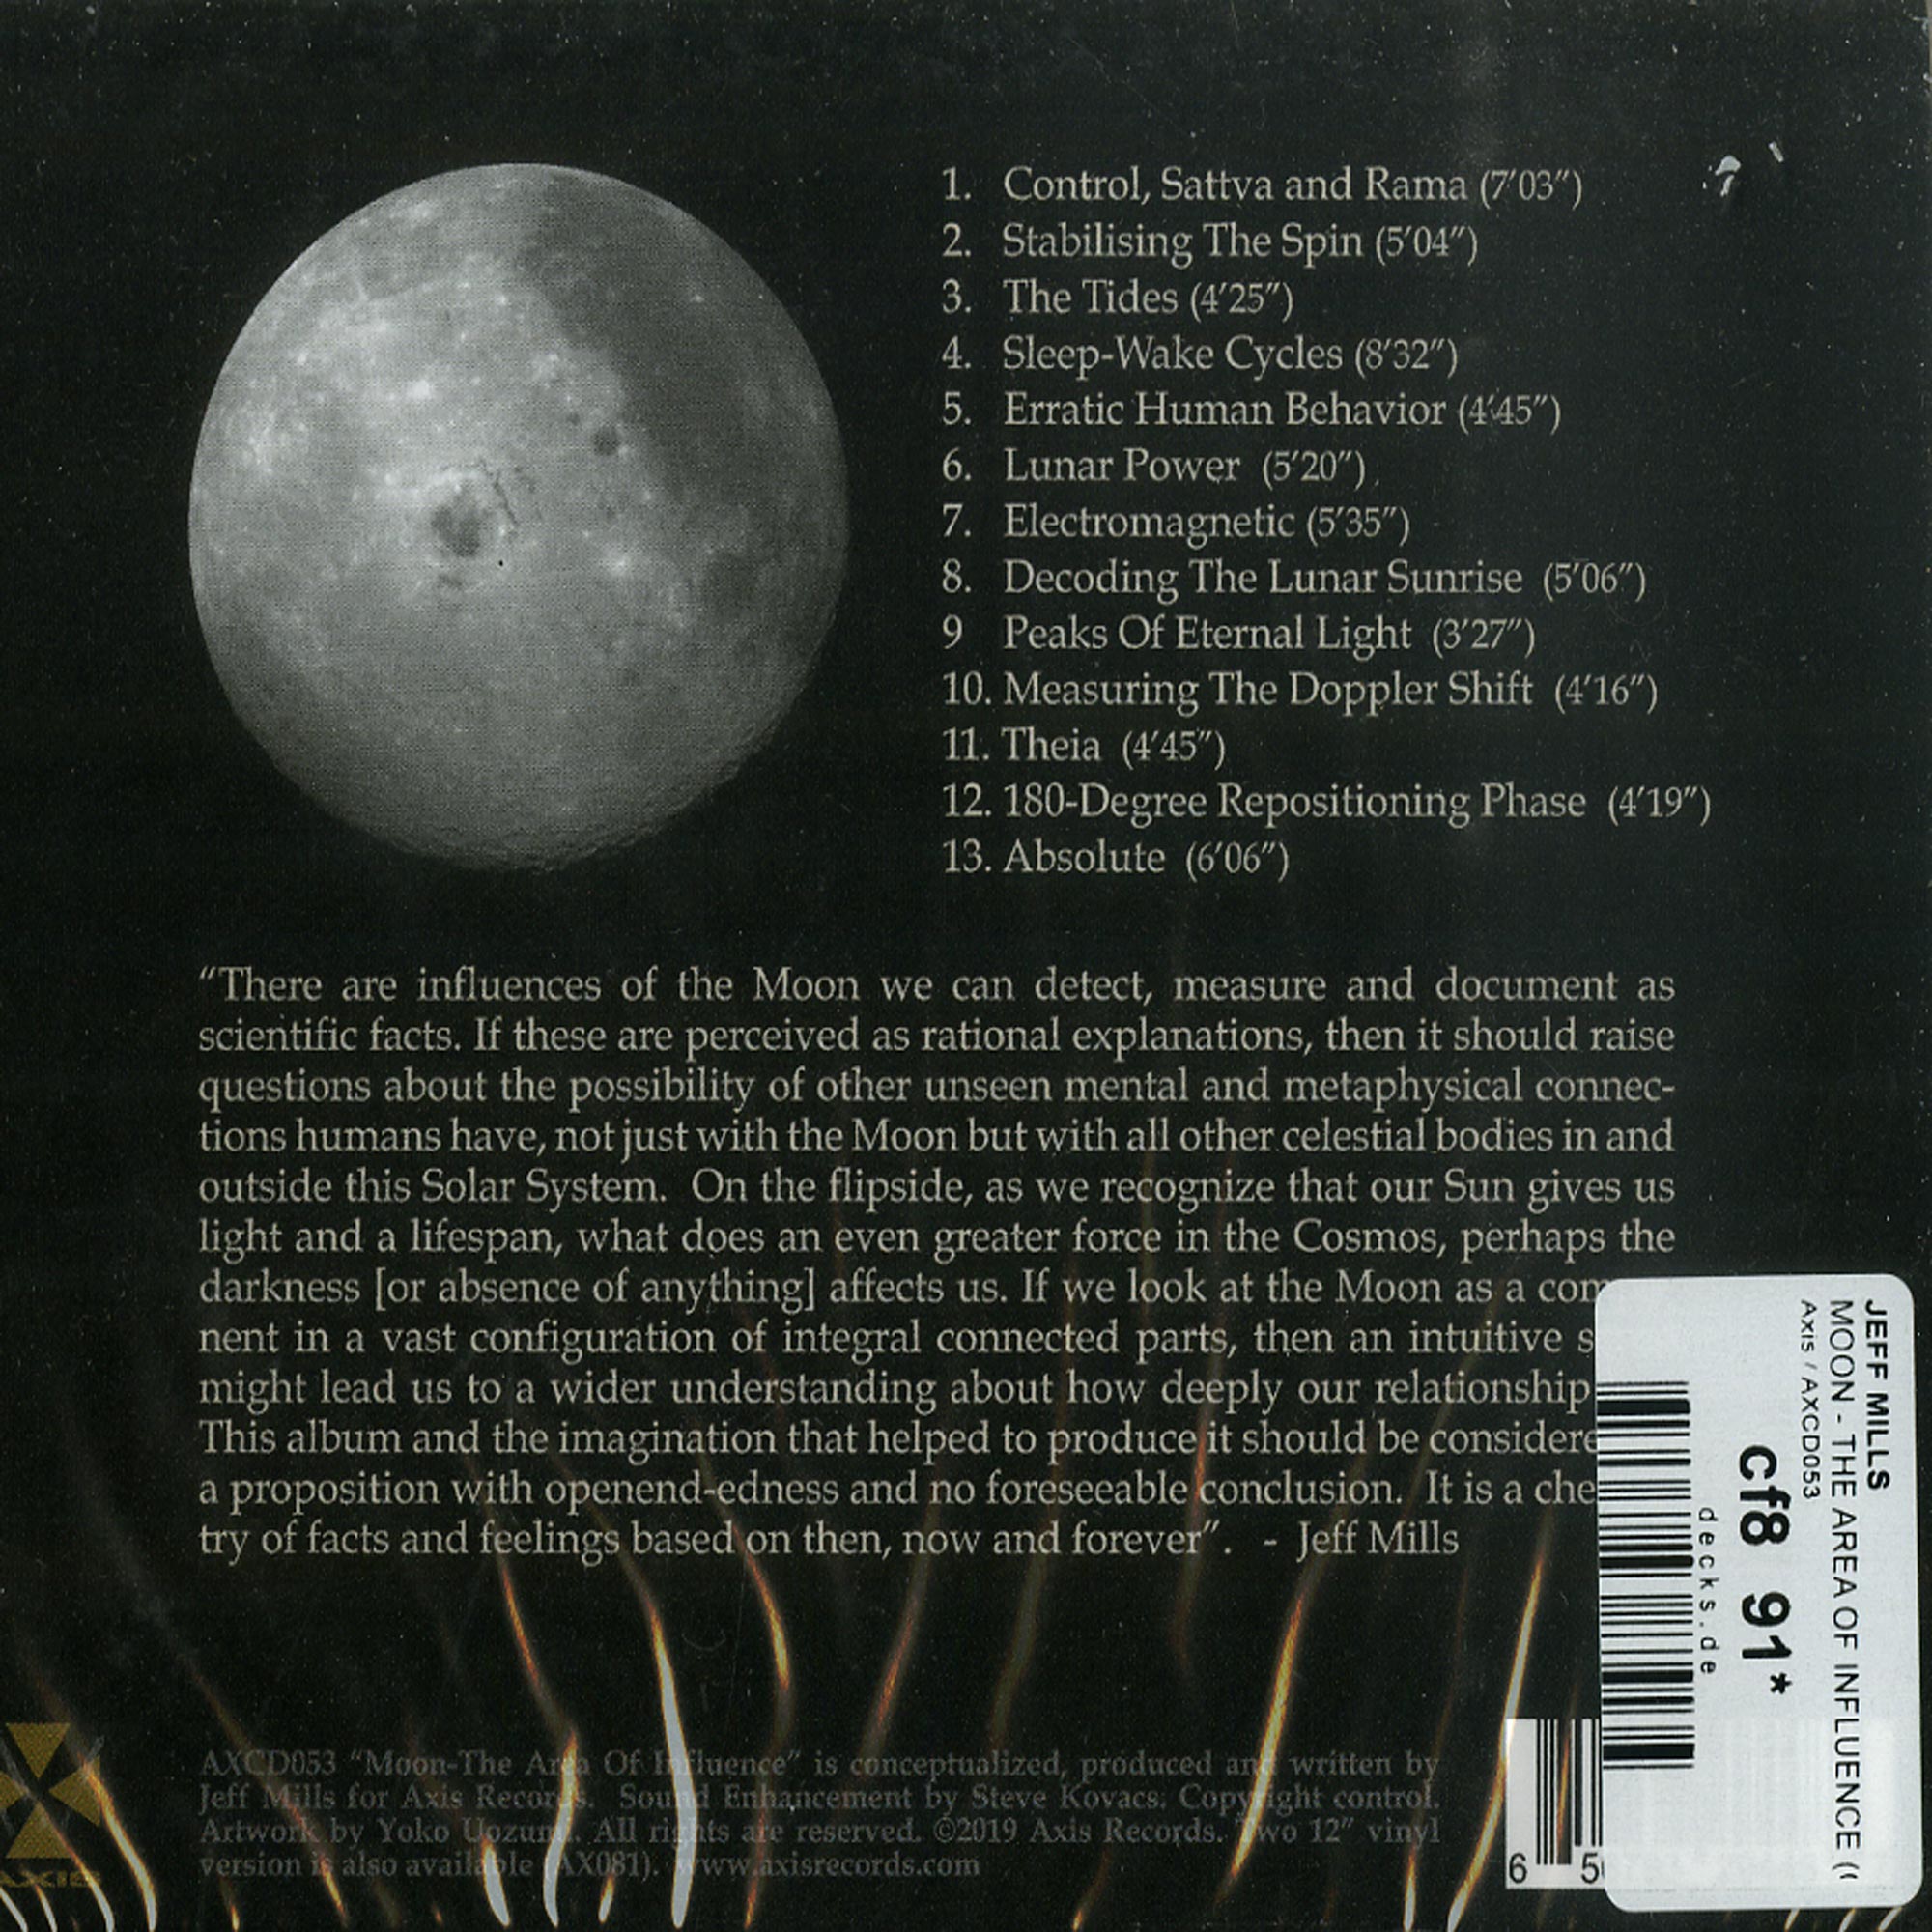 1. Control, Sattva and Rama (7'03")
2. Stabilising The Spin (5'04")
3. The Tides (4'25")
4. Sleep-Wake Cycles (8'32")
5. Erratic Human Behavior (4'45")
6. Lunar Power (5'20")
7. Electromagnetic (5'35")
8. Decoding The Lunar Sunrise (5'06")
9 Peaks Of Eternal Light (3'27")
10. Measuring The Doppler Shift (4'16")
11. Theia (4'45")
12. 180-Degree Repositioning Phase (4'19")
13. Absolute (6'06")
"There are influences of the Moon we can detect, measure and document as
scientific facts. If these are perceived as rational explanations, then it should raise
questions about the possibility of other unseen mental and metaphysical connec-
tions humans have, not just with the Moon but with all other celestial bodies in and
outside this Solar System. On the flipside, as we recognize that our Sun gives us
light and a lifespan, what does an even greater force in the Cosmos, perhaps the
darkness [or absence of anything] affects us. If we look at the Moon as a com
nent in a vast configuration of integral connected parts, then an intuitive s
might lead us to a wider understanding about how deeply our relationship
This album and the imagination that helped to produce it should be considere
a proposition with openend-edness and no foreseeable conclusion. It is a che
try of facts and feelings based on then, now and forever". - Jeff Mills
AXCD053 "Moon-The Area Of Influence" is conceptualized, produced and written by
Jeff Mills for Axis Records. Sound Enhancement by Steve Kovacs. Copyright control.
Artwork by Yoko Uozumi. All rights are reserved. ©2019 Axis Records. Two 12" vinyl
version is also available (AX081). www.axisrecords.com
AXIS
6 5
JEFF MILLS
MOON - THE AREA OF INFLUENCE ((
AXIS / AXCD053
cf8 91*
decks.de